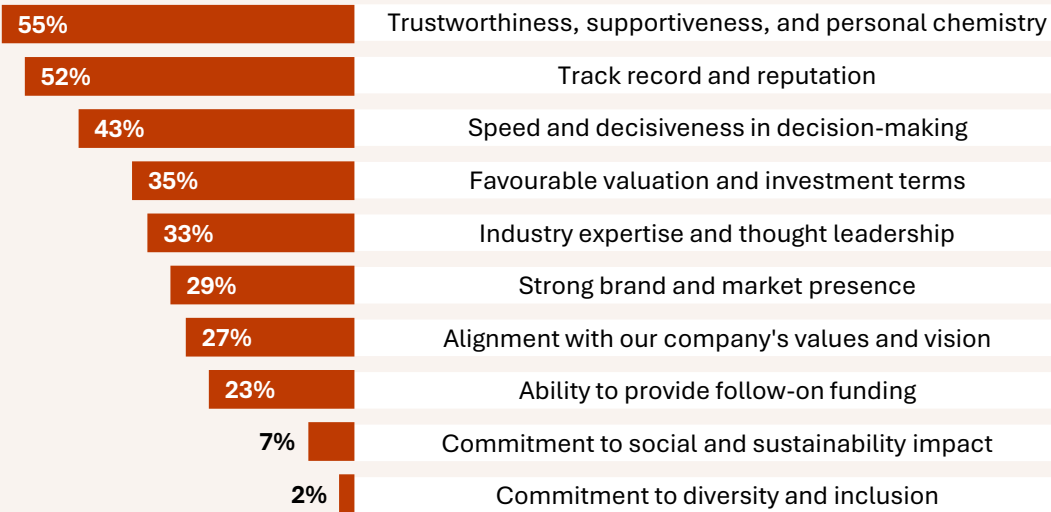 55% Trustworthiness, supportiveness, and personal chemistry
52% Track record and reputation
43% Speed and decisiveness in decision-making
35% Favourable valuation and investment terms
33% Industry expertise and thought leadership
29% Strong brand and market presence
27% Alignment with our company's values and vision
23% Ability to provide follow-on funding
7% Commitment to social and sustainability impact
2% Commitment to diversity and inclusion